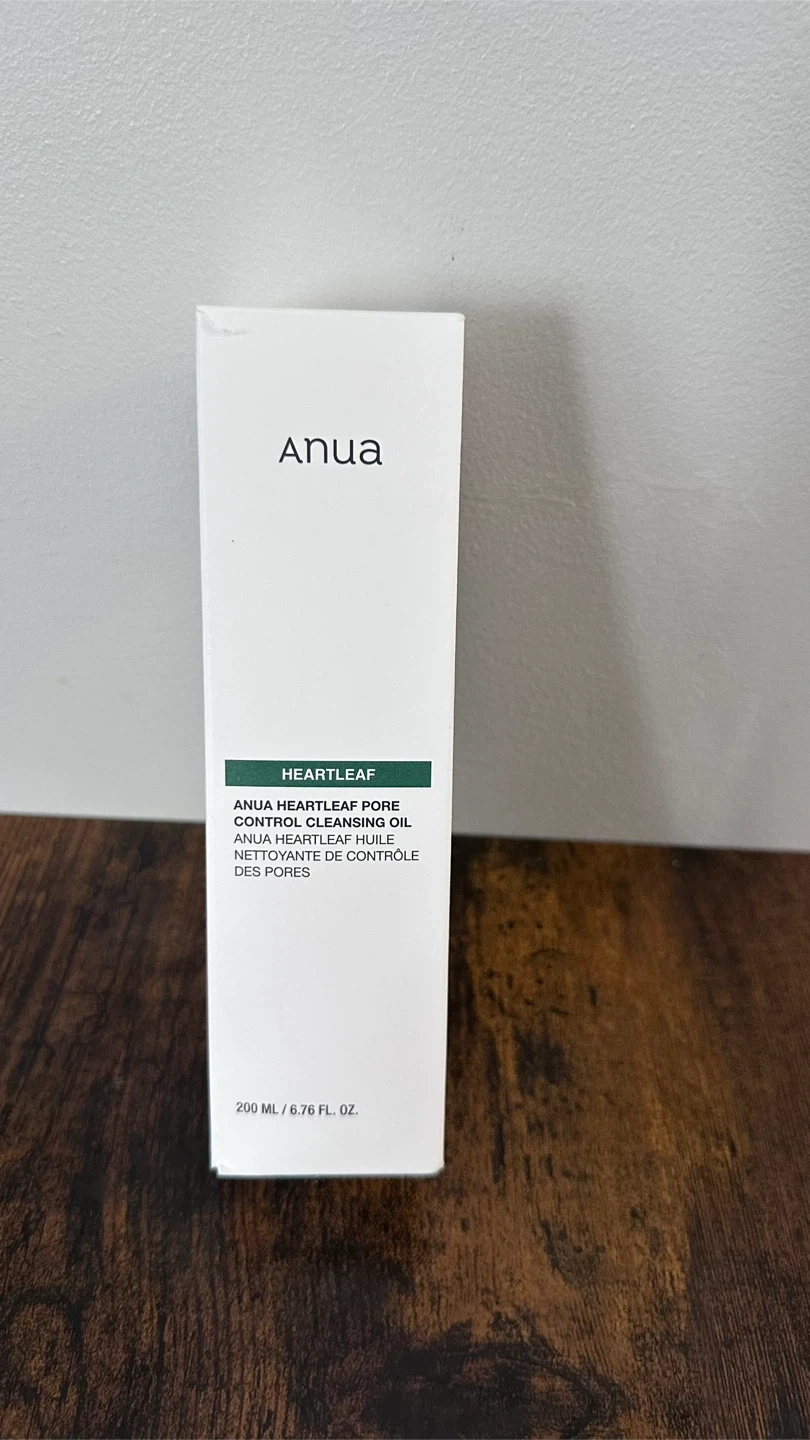 Anua
HEARTLEAF
ANUA HEARTLEAF PORE
CONTROL CLEANSING OIL
ANUA HEARTLEAF HUILE
NETTOYANTE DE CONTRÔLE
DES PORES
200 ML / 6.76 FL. OZ.